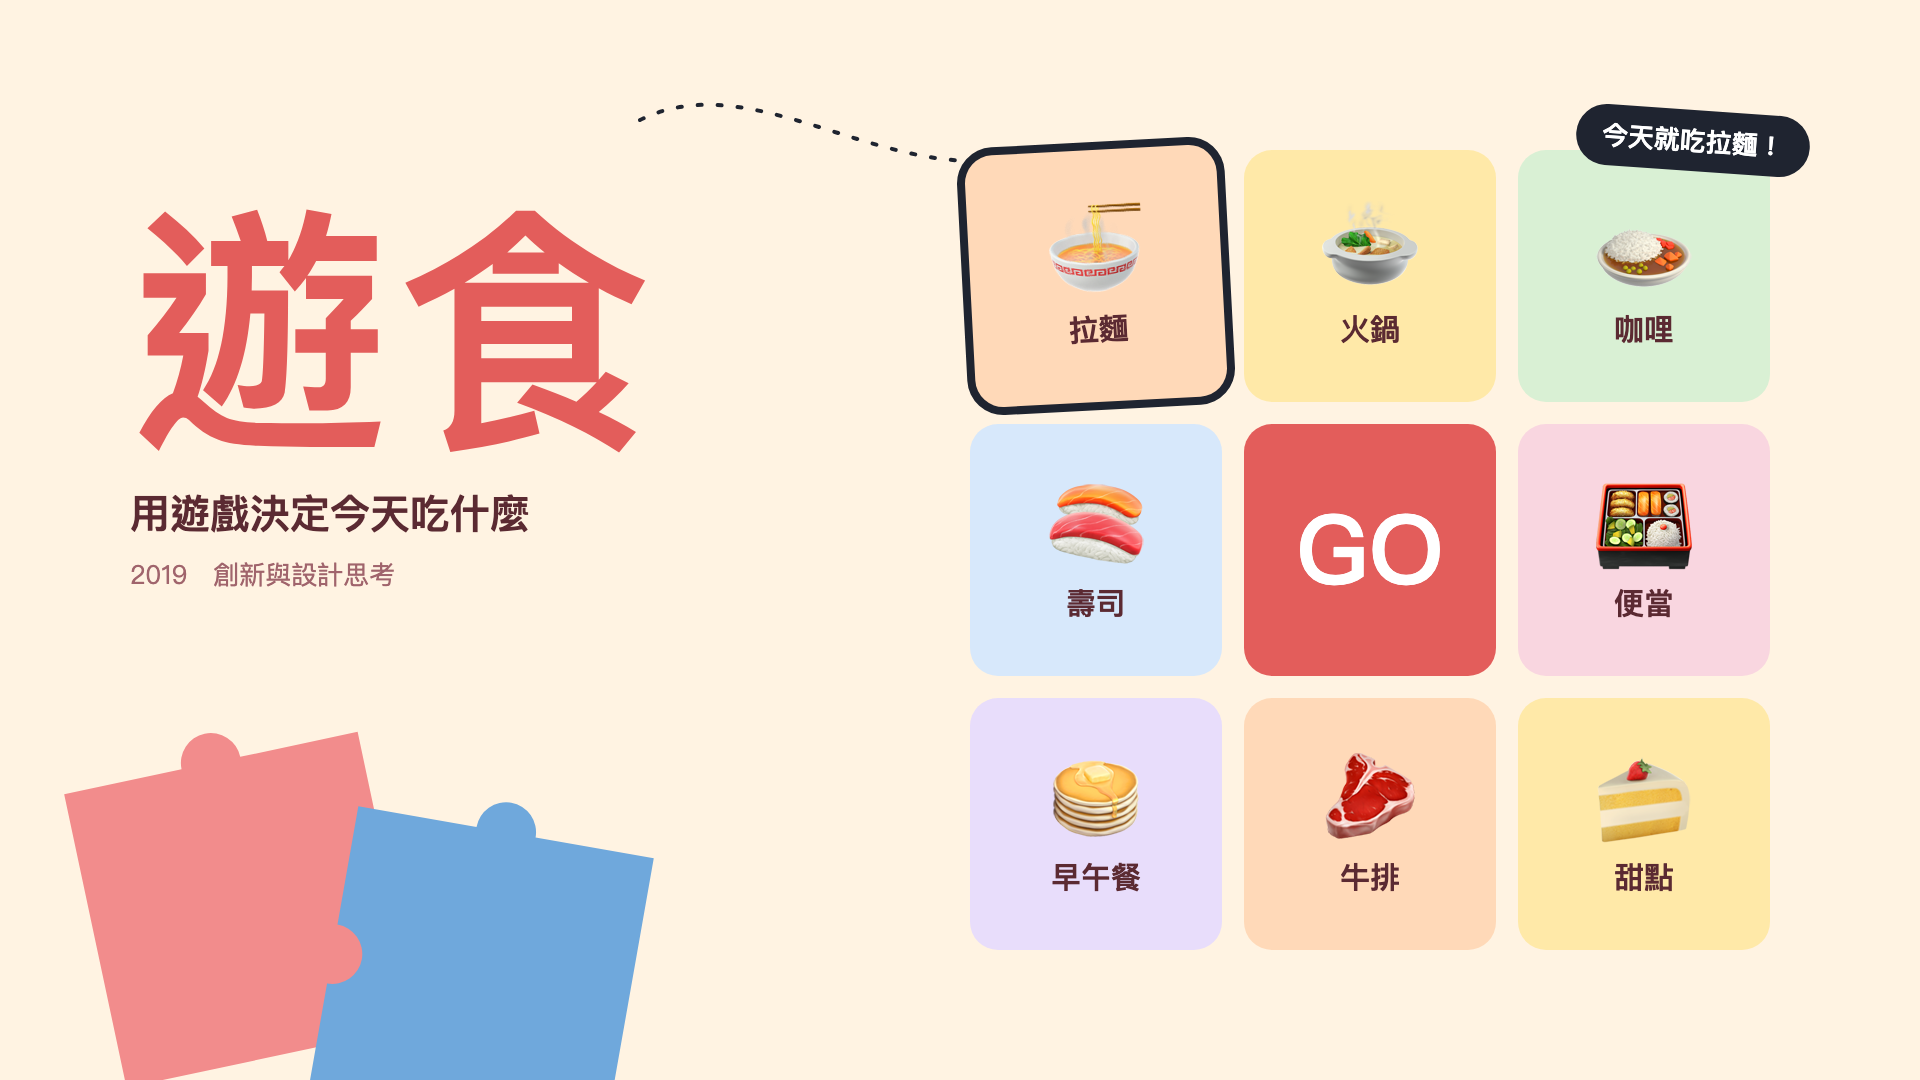 遊食
用遊戲決定今天吃什麼
2019　創新與設計思考
今天就吃拉麵！
拉麵
火鍋
咖哩
壽司
GO
便當
早午餐
牛排
甜點